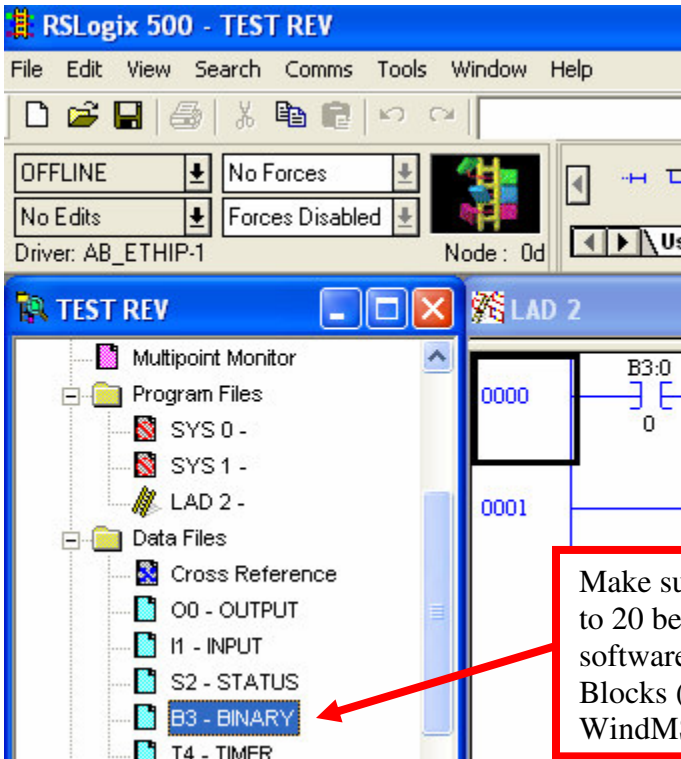 RSLogix 500 - TEST REV
File Edit View Search Comms Tools Window Help
OFFLINE No Forces
No Edits Forces Disabled
Driver: AB_ETHIP-1 Node : 0d
TEST REV
LAD 2
Multipoint Monitor
Program Files
SYS 0 -
SYS 1 -
LAD 2 -
Data Files
Cross Reference
O0 - OUTPUT
I1 - INPUT
S2 - STATUS
B3 - BINARY
T4 - TIMER
0000
B3:0
0
0001
Make
to 20
software
Blocks (